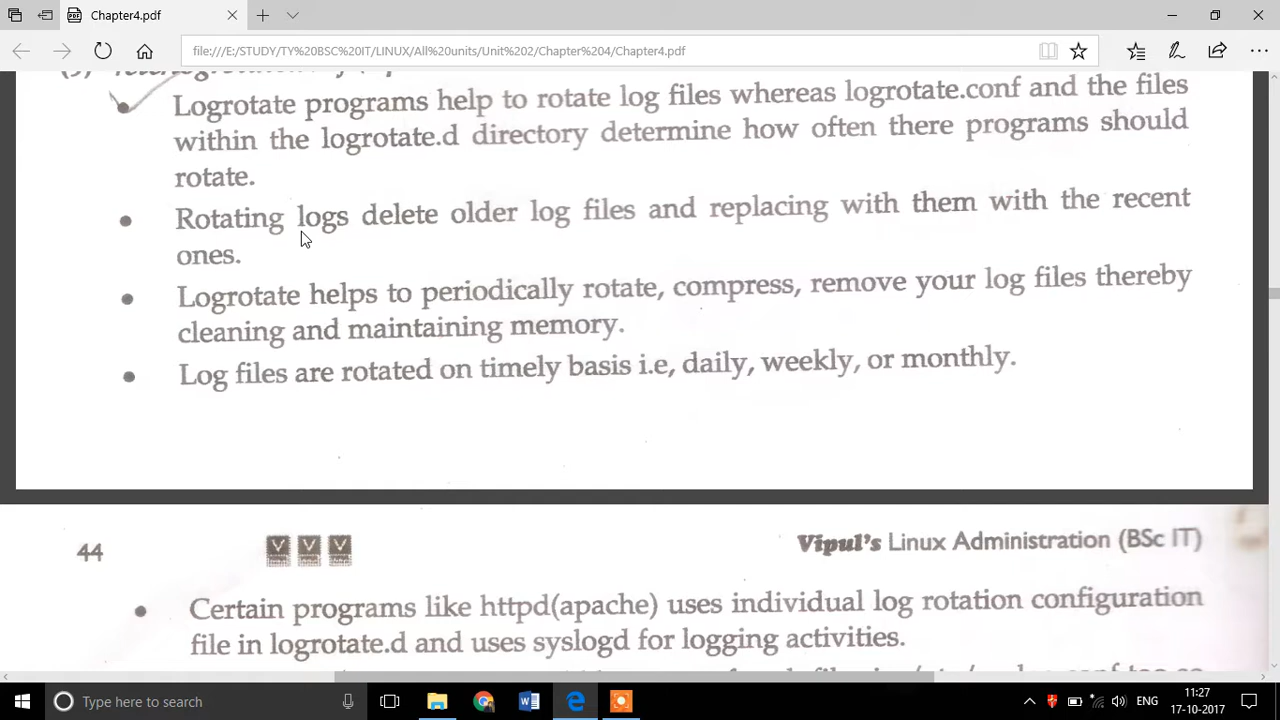 Chapter4.pdf
file:///E:/STUDY/TY%20BSC%20IT/LINUX/All%20units/Unit%202/Chapter%204/Chapter4.pdf
Logrotate programs help to rotate log files whereas logrotate.conf and the files
within the logrotate.d directory determine how often there programs should
rotate.
Rotating logs delete older log files and replacing with them with the recent
ones.
Logrotate helps to periodically rotate, compress, remove your log files thereby
cleaning and maintaining memory.
Log files are rotated on timely basis i.e, daily, weekly, or monthly.
44
Vipul's Linux Administration (BSc IT)
Certain programs like httpd(apache) uses individual log rotation configuration
file in logrotate.d and uses syslogd for logging activities.
Type here to search
ENG
11:27
17-10-2017